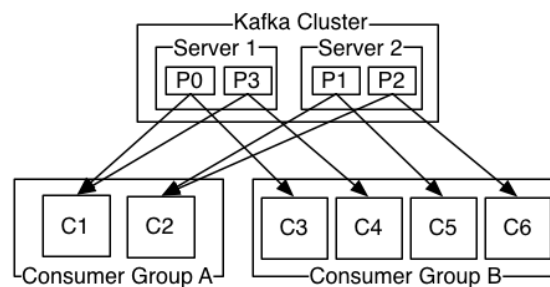 Kafka Cluster
Server 1 Server 2
P0 P3 P1 P2
C1 C2 C3 C4 C5 C6
Consumer Group A Consumer Group B